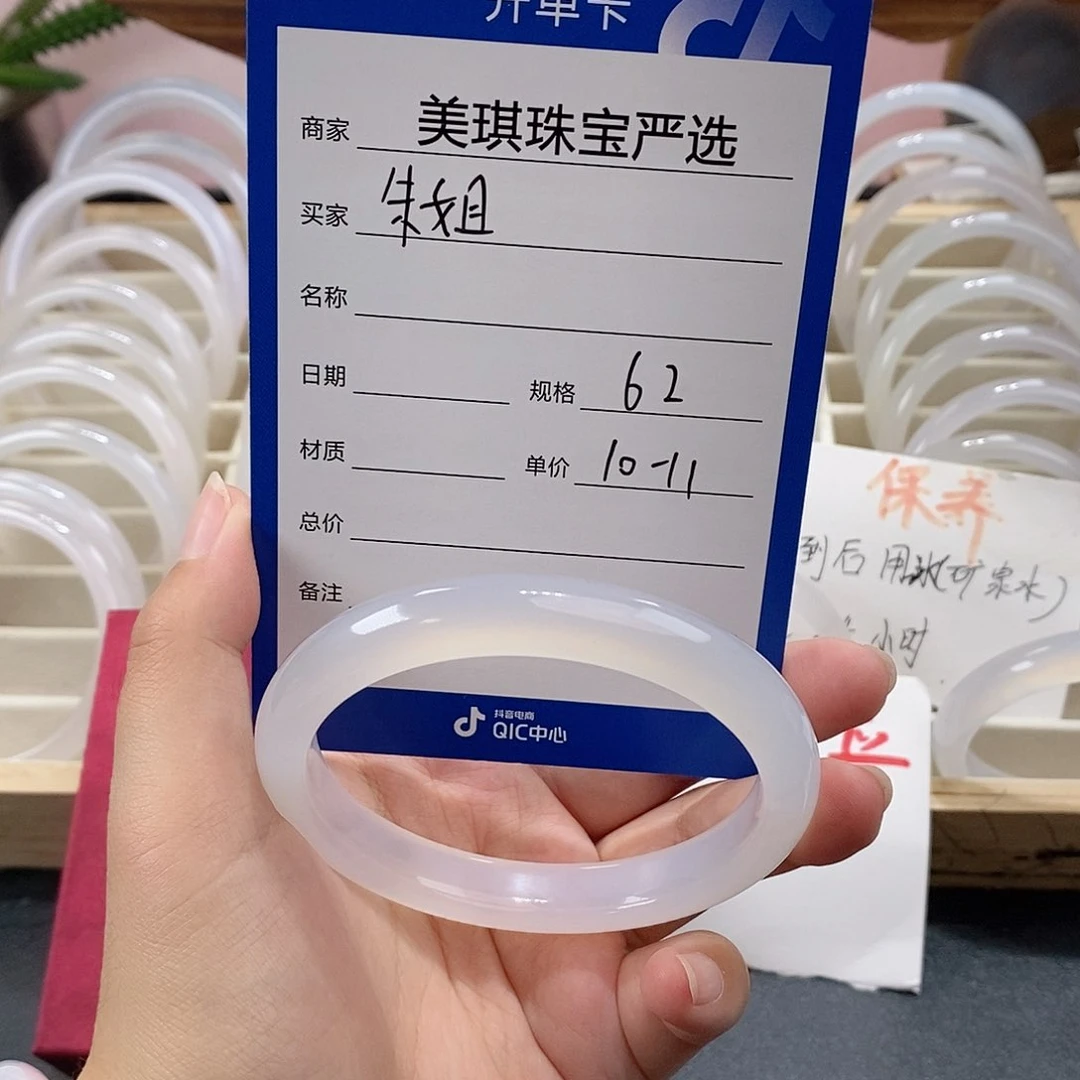 开单卡
商家 美琪珠宝严选
买家 朱姐
名称
日期 规格 62
材质 单价 10-11
总价
备注
抖音电商
QIC中心
保养
到后用水(矿泉水)
小时